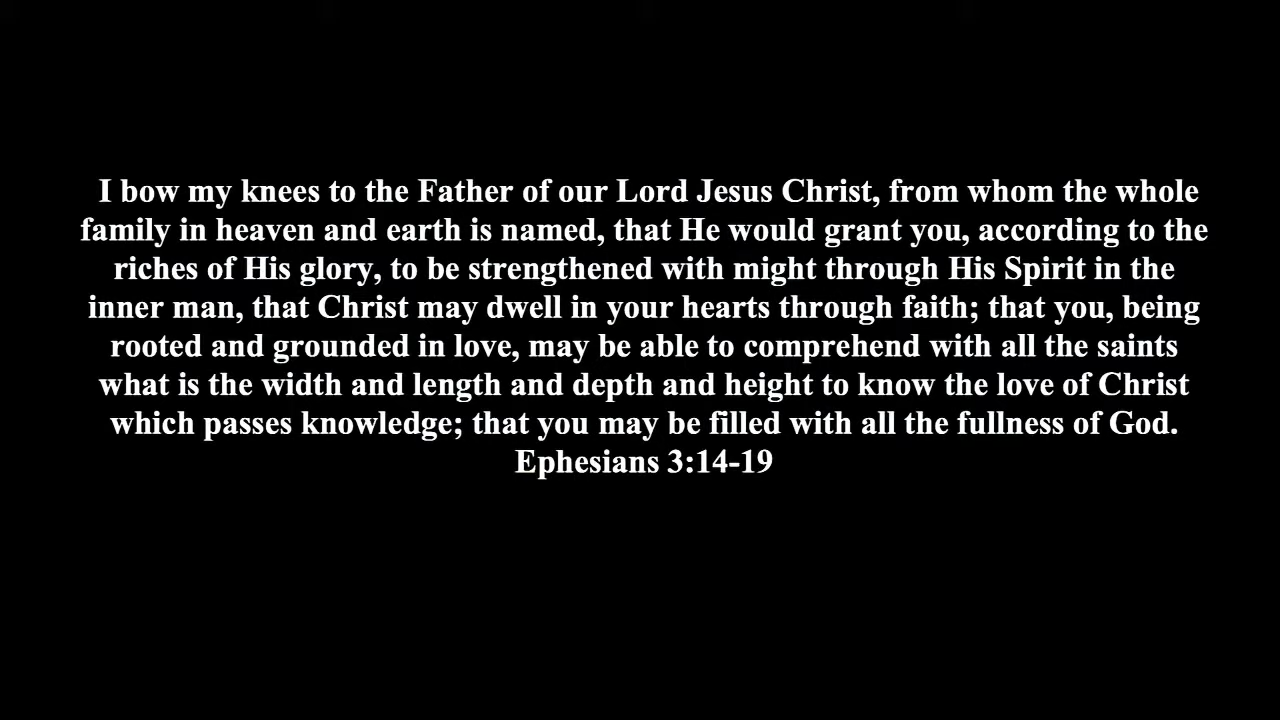 I bow my knees to the Father of our Lord Jesus Christ, from whom the whole
family in heaven and earth is named, that He would grant you, according to the
riches of His glory, to be strengthened with might through His Spirit in the
inner man, that Christ may dwell in your hearts through faith; that you, being
rooted and grounded in love, may be able to comprehend with all the saints
what is the width and length and depth and height to know the love of Christ
which passes knowledge; that you may be filled with all the fullness of God.
Ephesians 3:14-19